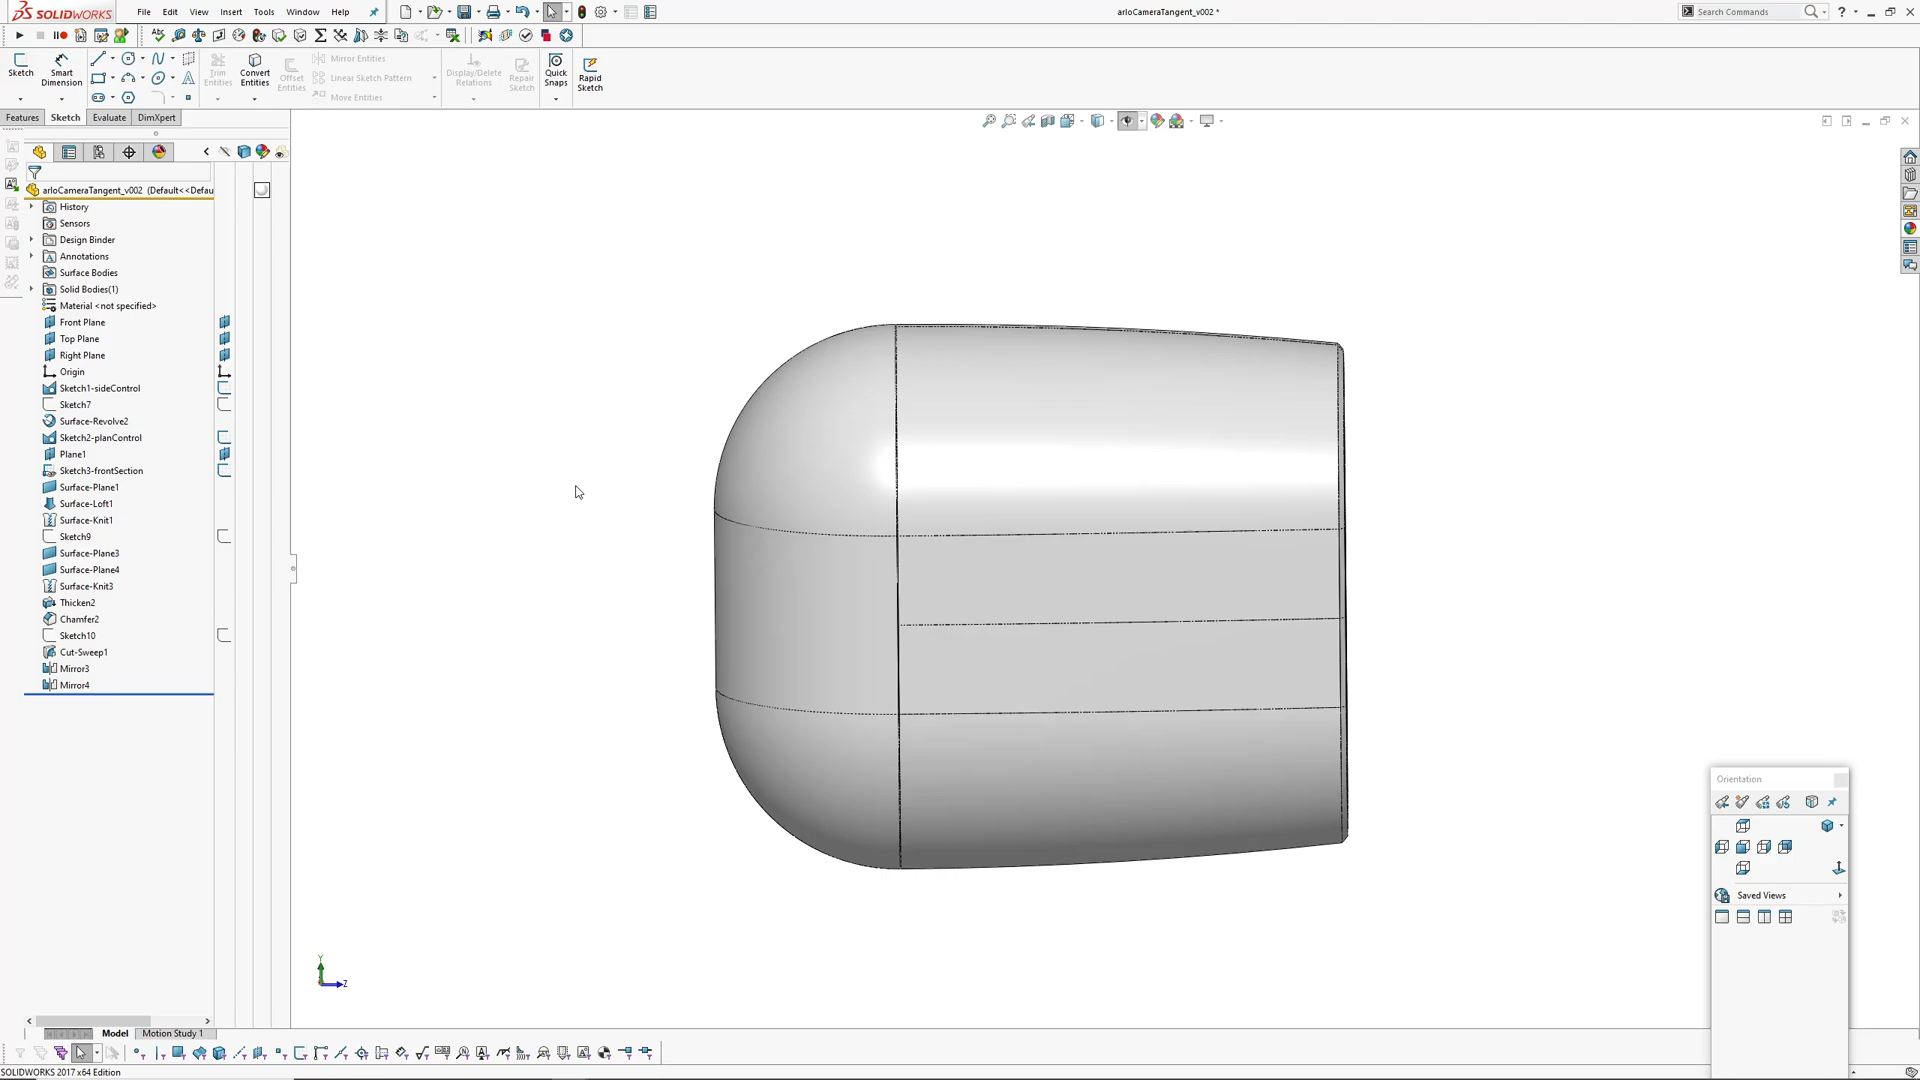 SOLIDWORKS
File Edit View Insert Tools Window Help
arloCameraTangent_v002 *
Search Commands
Sketch
Smart Dimension
Trim Entities
Convert Entities
Offset Entities
Mirror Entities
Linear Sketch Pattern
Move Entities
Display/Delete Relations
Repair Sketch
Quick Snaps
Rapid Sketch
Features Sketch Evaluate DimXpert
arloCameraTangent_v002 (Default<<Defau
History
Sensors
Design Binder
Annotations
Surface Bodies
Solid Bodies(1)
Material <not specified>
Front Plane
Top Plane
Right Plane
Origin
Sketch1-sideControl
Sketch7
Surface-Revolve2
Sketch2-planControl
Plane1
Sketch3-frontSection
Surface-Plane1
Surface-Loft1
Surface-Knit1
Sketch9
Surface-Plane3
Surface-Plane4
Surface-Knit3
Thicken2
Chamfer2
Sketch10
Cut-Sweep1
Mirror3
Mirror4
Orientation
Saved Views
Y
Z
Model Motion Study 1
SOLIDWORKS 2017 x64 Edition